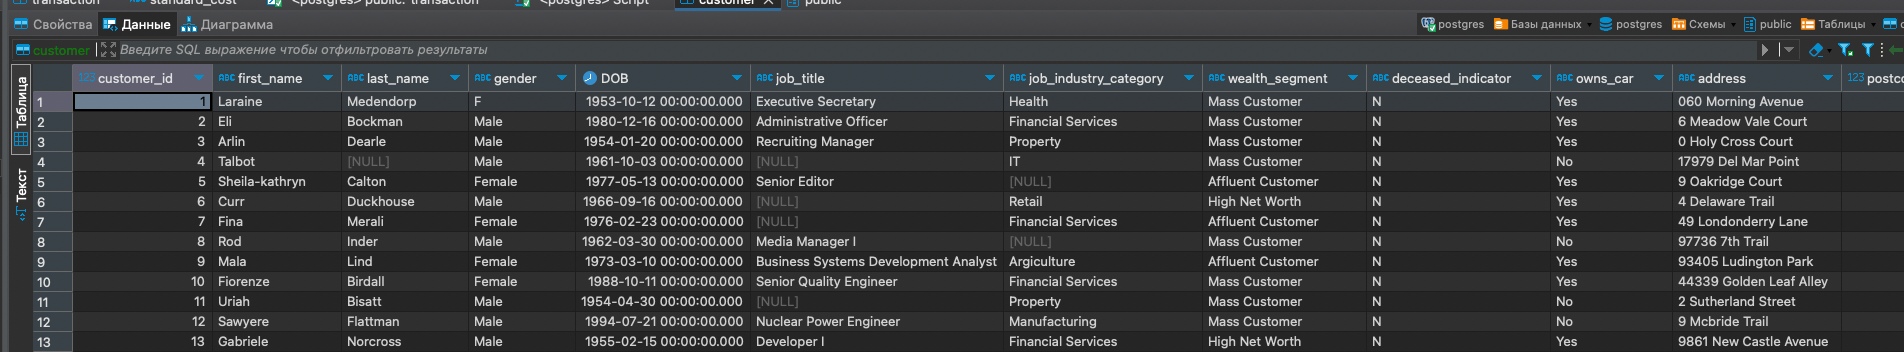 transaction standard_cost <postgres> public. transaction <postgres> Script customer public
Свойства Данные Диаграмма postgres Базы данных postgres Схемы public Таблицы
customer Введите SQL выражение чтобы отфильтровать результаты
Таблица
Текст
123 customer_id ABC first_name ABC last_name ABC gender DOB ABC job_title ABC job_industry_category ABC wealth_segment ABC deceased_indicator ABC owns_car ABC address 123 postco
1 1 Laraine Medendorp F 1953-10-12 00:00:00.000 Executive Secretary Health Mass Customer N Yes 060 Morning Avenue
2 2 Eli Bockman Male 1980-12-16 00:00:00.000 Administrative Officer Financial Services Mass Customer N Yes 6 Meadow Vale Court
3 3 Arlin Dearle Male 1954-01-20 00:00:00.000 Recruiting Manager Property Mass Customer N Yes 0 Holy Cross Court
4 4 Talbot [NULL] Male 1961-10-03 00:00:00.000 [NULL] IT Mass Customer N No 17979 Del Mar Point
5 5 Sheila-kathryn Calton Female 1977-05-13 00:00:00.000 Senior Editor [NULL] Affluent Customer N Yes 9 Oakridge Court
6 6 Curr Duckhouse Male 1966-09-16 00:00:00.000 [NULL] Retail High Net Worth N Yes 4 Delaware Trail
7 7 Fina Merali Female 1976-02-23 00:00:00.000 [NULL] Financial Services Affluent Customer N Yes 49 Londonderry Lane
8 8 Rod Inder Male 1962-03-30 00:00:00.000 Media Manager I [NULL] Mass Customer N No 97736 7th Trail
9 9 Mala Lind Female 1973-03-10 00:00:00.000 Business Systems Development Analyst Argiculture Affluent Customer N Yes 93405 Ludington Park
10 10 Fiorenze Birdall Female 1988-10-11 00:00:00.000 Senior Quality Engineer Financial Services Mass Customer N Yes 44339 Golden Leaf Alley
11 11 Uriah Bisatt Male 1954-04-30 00:00:00.000 [NULL] Property Mass Customer N No 2 Sutherland Street
12 12 Sawyere Flattman Male 1994-07-21 00:00:00.000 Nuclear Power Engineer Manufacturing Mass Customer N No 9 Mcbride Trail
13 13 Gabriele Norcross Male 1955-02-15 00:00:00.000 Developer I Financial Services High Net Worth N Yes 9861 New Castle Avenue